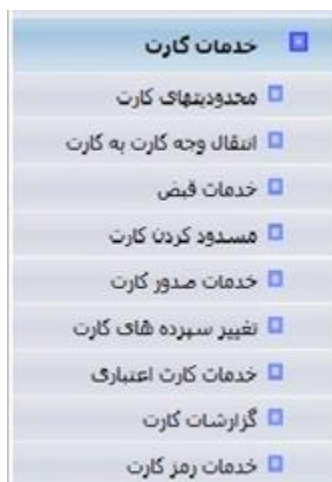 خدمات کارت
محدودیتهای کارت
انتقال وجه کارت به کارت
خدمات قبض
مسدود کردن کارت
خدمات صدور کارت
تغییر سپرده های کارت
خدمات کارت اعتباری
گزارشات کارت
خدمات رمز کارت